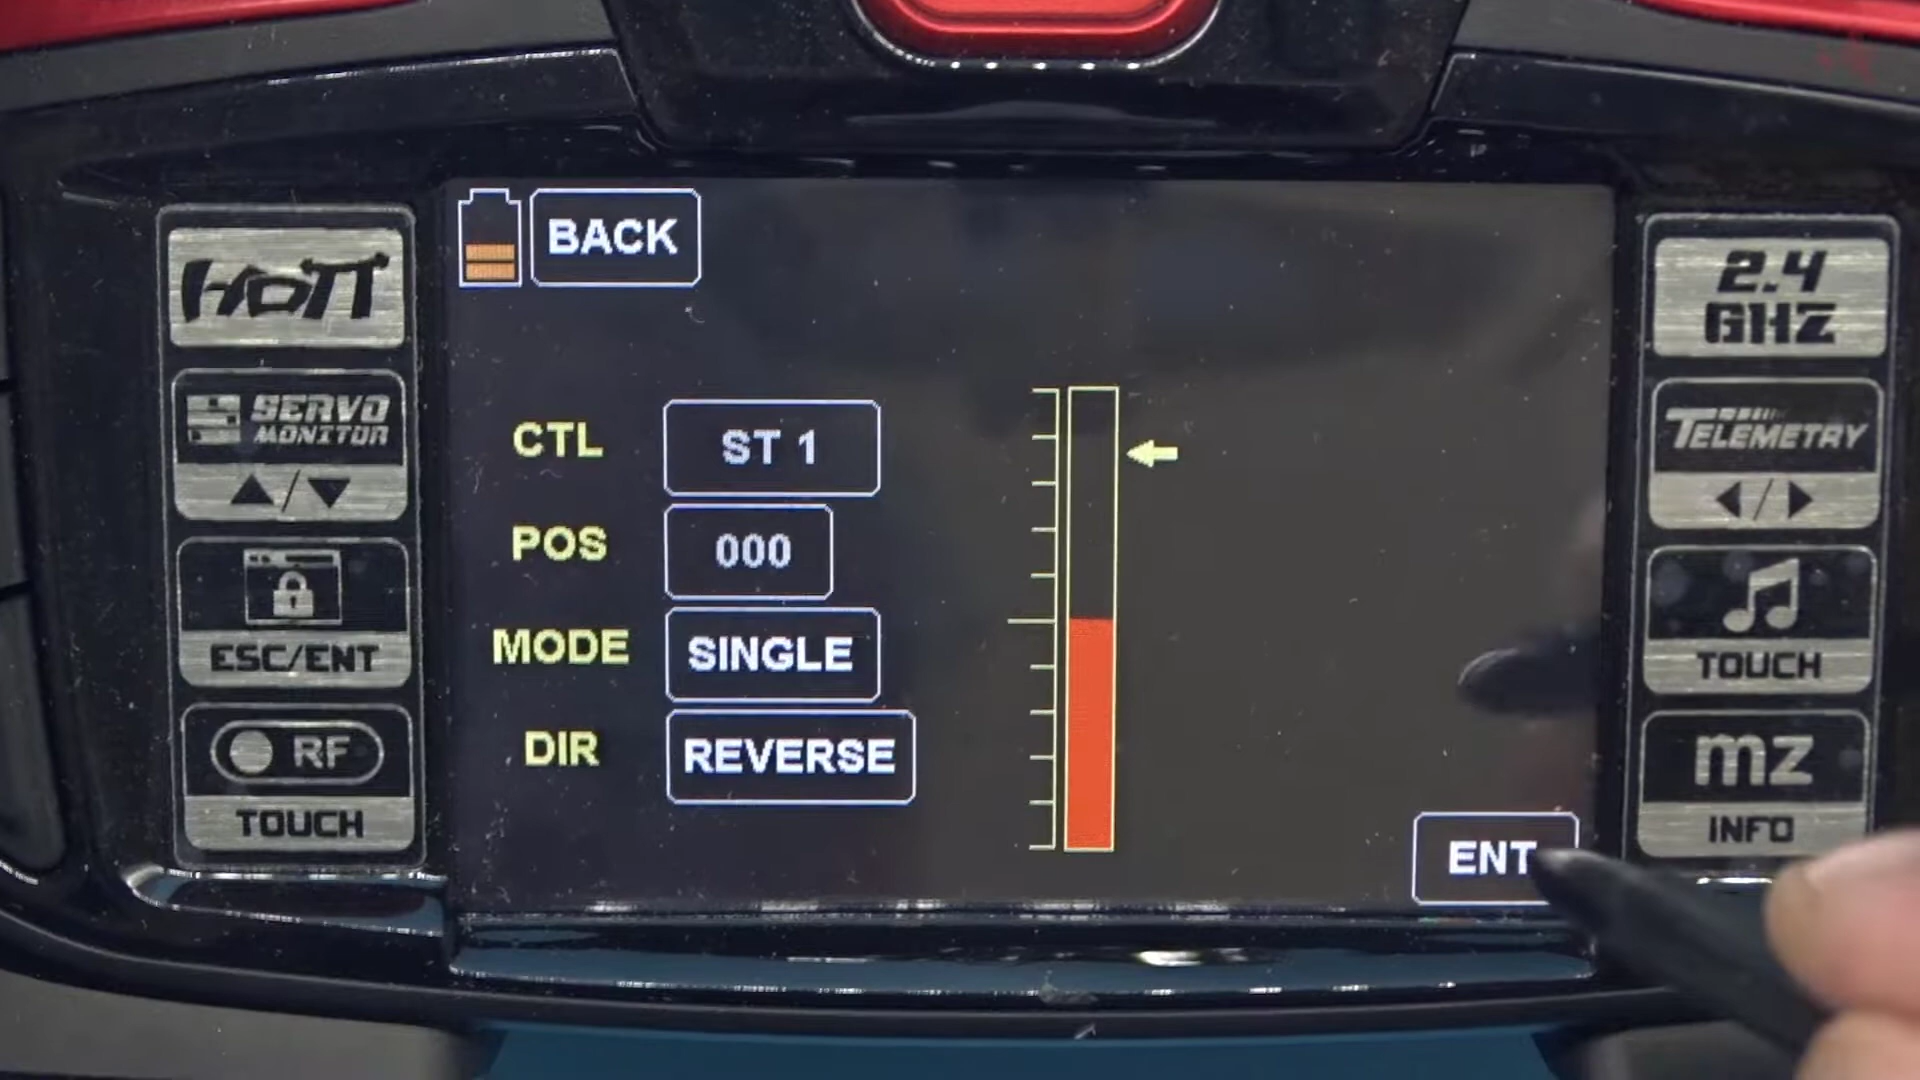 BACK
HoTT
SERVO
MONITOR
ESC/ENT
RF
TOUCH
CTL
ST 1
POS
000
MODE
SINGLE
DIR
REVERSE
ENT
2.4
GHZ
TELEMETRY
TOUCH
mz
INFO